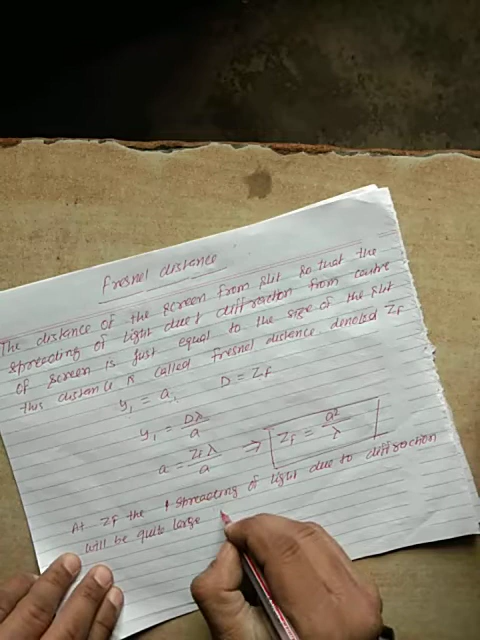 Fresnel distance
The distance of the screen from slit so that the
spreading of light due t diffraction from centre
of screen is just equal to the size of the slit
this distance is called fresnel distance denoted ZF
y₁ = a, D = ZF
y₁ = Dλ/a
a = ZFλ/a → ZF = a²/λ
At ZF the spreading of light due to diffraction
will be quite large